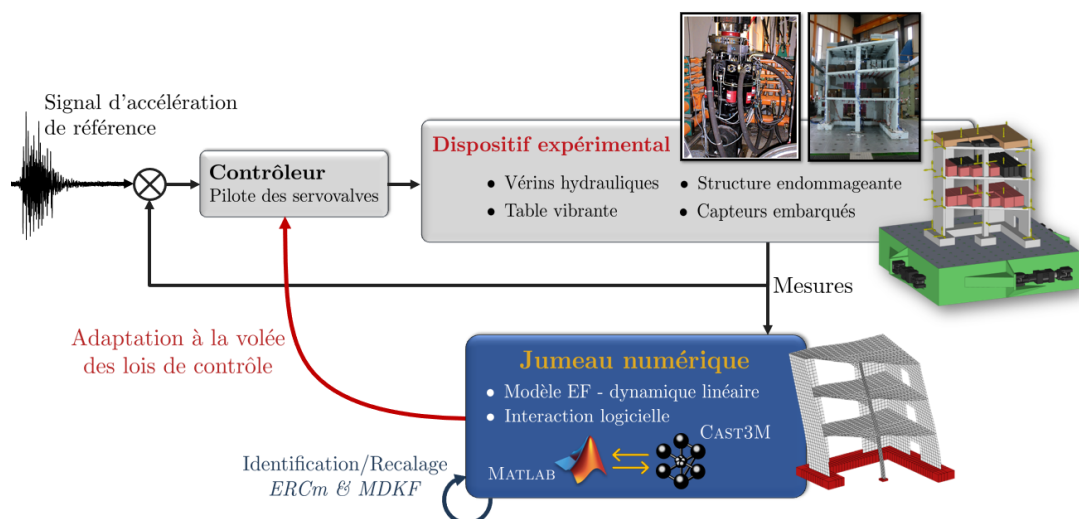 Signal d'accélération
de référence
Contrôleur
Pilote des servovalves
Dispositif expérimental
• Vérins hydrauliques
• Table vibrante
• Structure endommageante
• Capteurs embarqués
Mesures
Adaptation à la volée
des lois de contrôle
Jumeau numérique
• Modèle EF - dynamique linéaire
• Interaction logicielle
MATLAB
CAST3M
Identification/Recalage
ERCm & MDKF